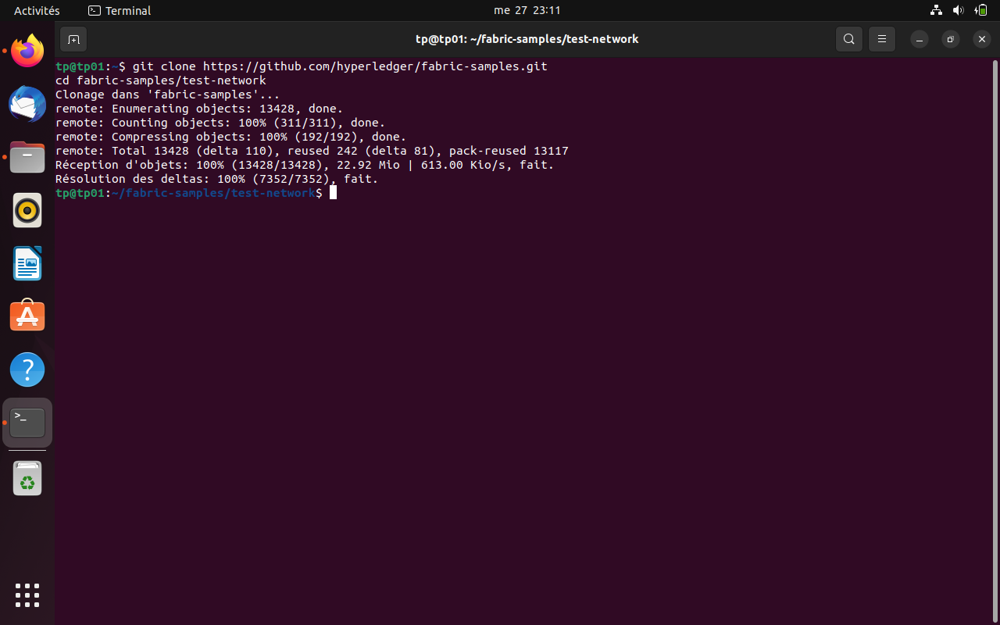 Activités
Terminal
me 27 23:11
tp@tp01: ~/fabric-samples/test-network
tp@tp01:~$ git clone https://github.com/hyperledger/fabric-samples.git
cd fabric-samples/test-network
Clonage dans 'fabric-samples'...
remote: Enumerating objects: 13428, done.
remote: Counting objects: 100% (311/311), done.
remote: Compressing objects: 100% (192/192), done.
remote: Total 13428 (delta 110), reused 242 (delta 81), pack-reused 13117
Réception d'objets: 100% (13428/13428), 22.92 Mio | 613.00 Kio/s, fait.
Résolution des deltas: 100% (7352/7352), fait.
tp@tp01:~/fabric-samples/test-network$